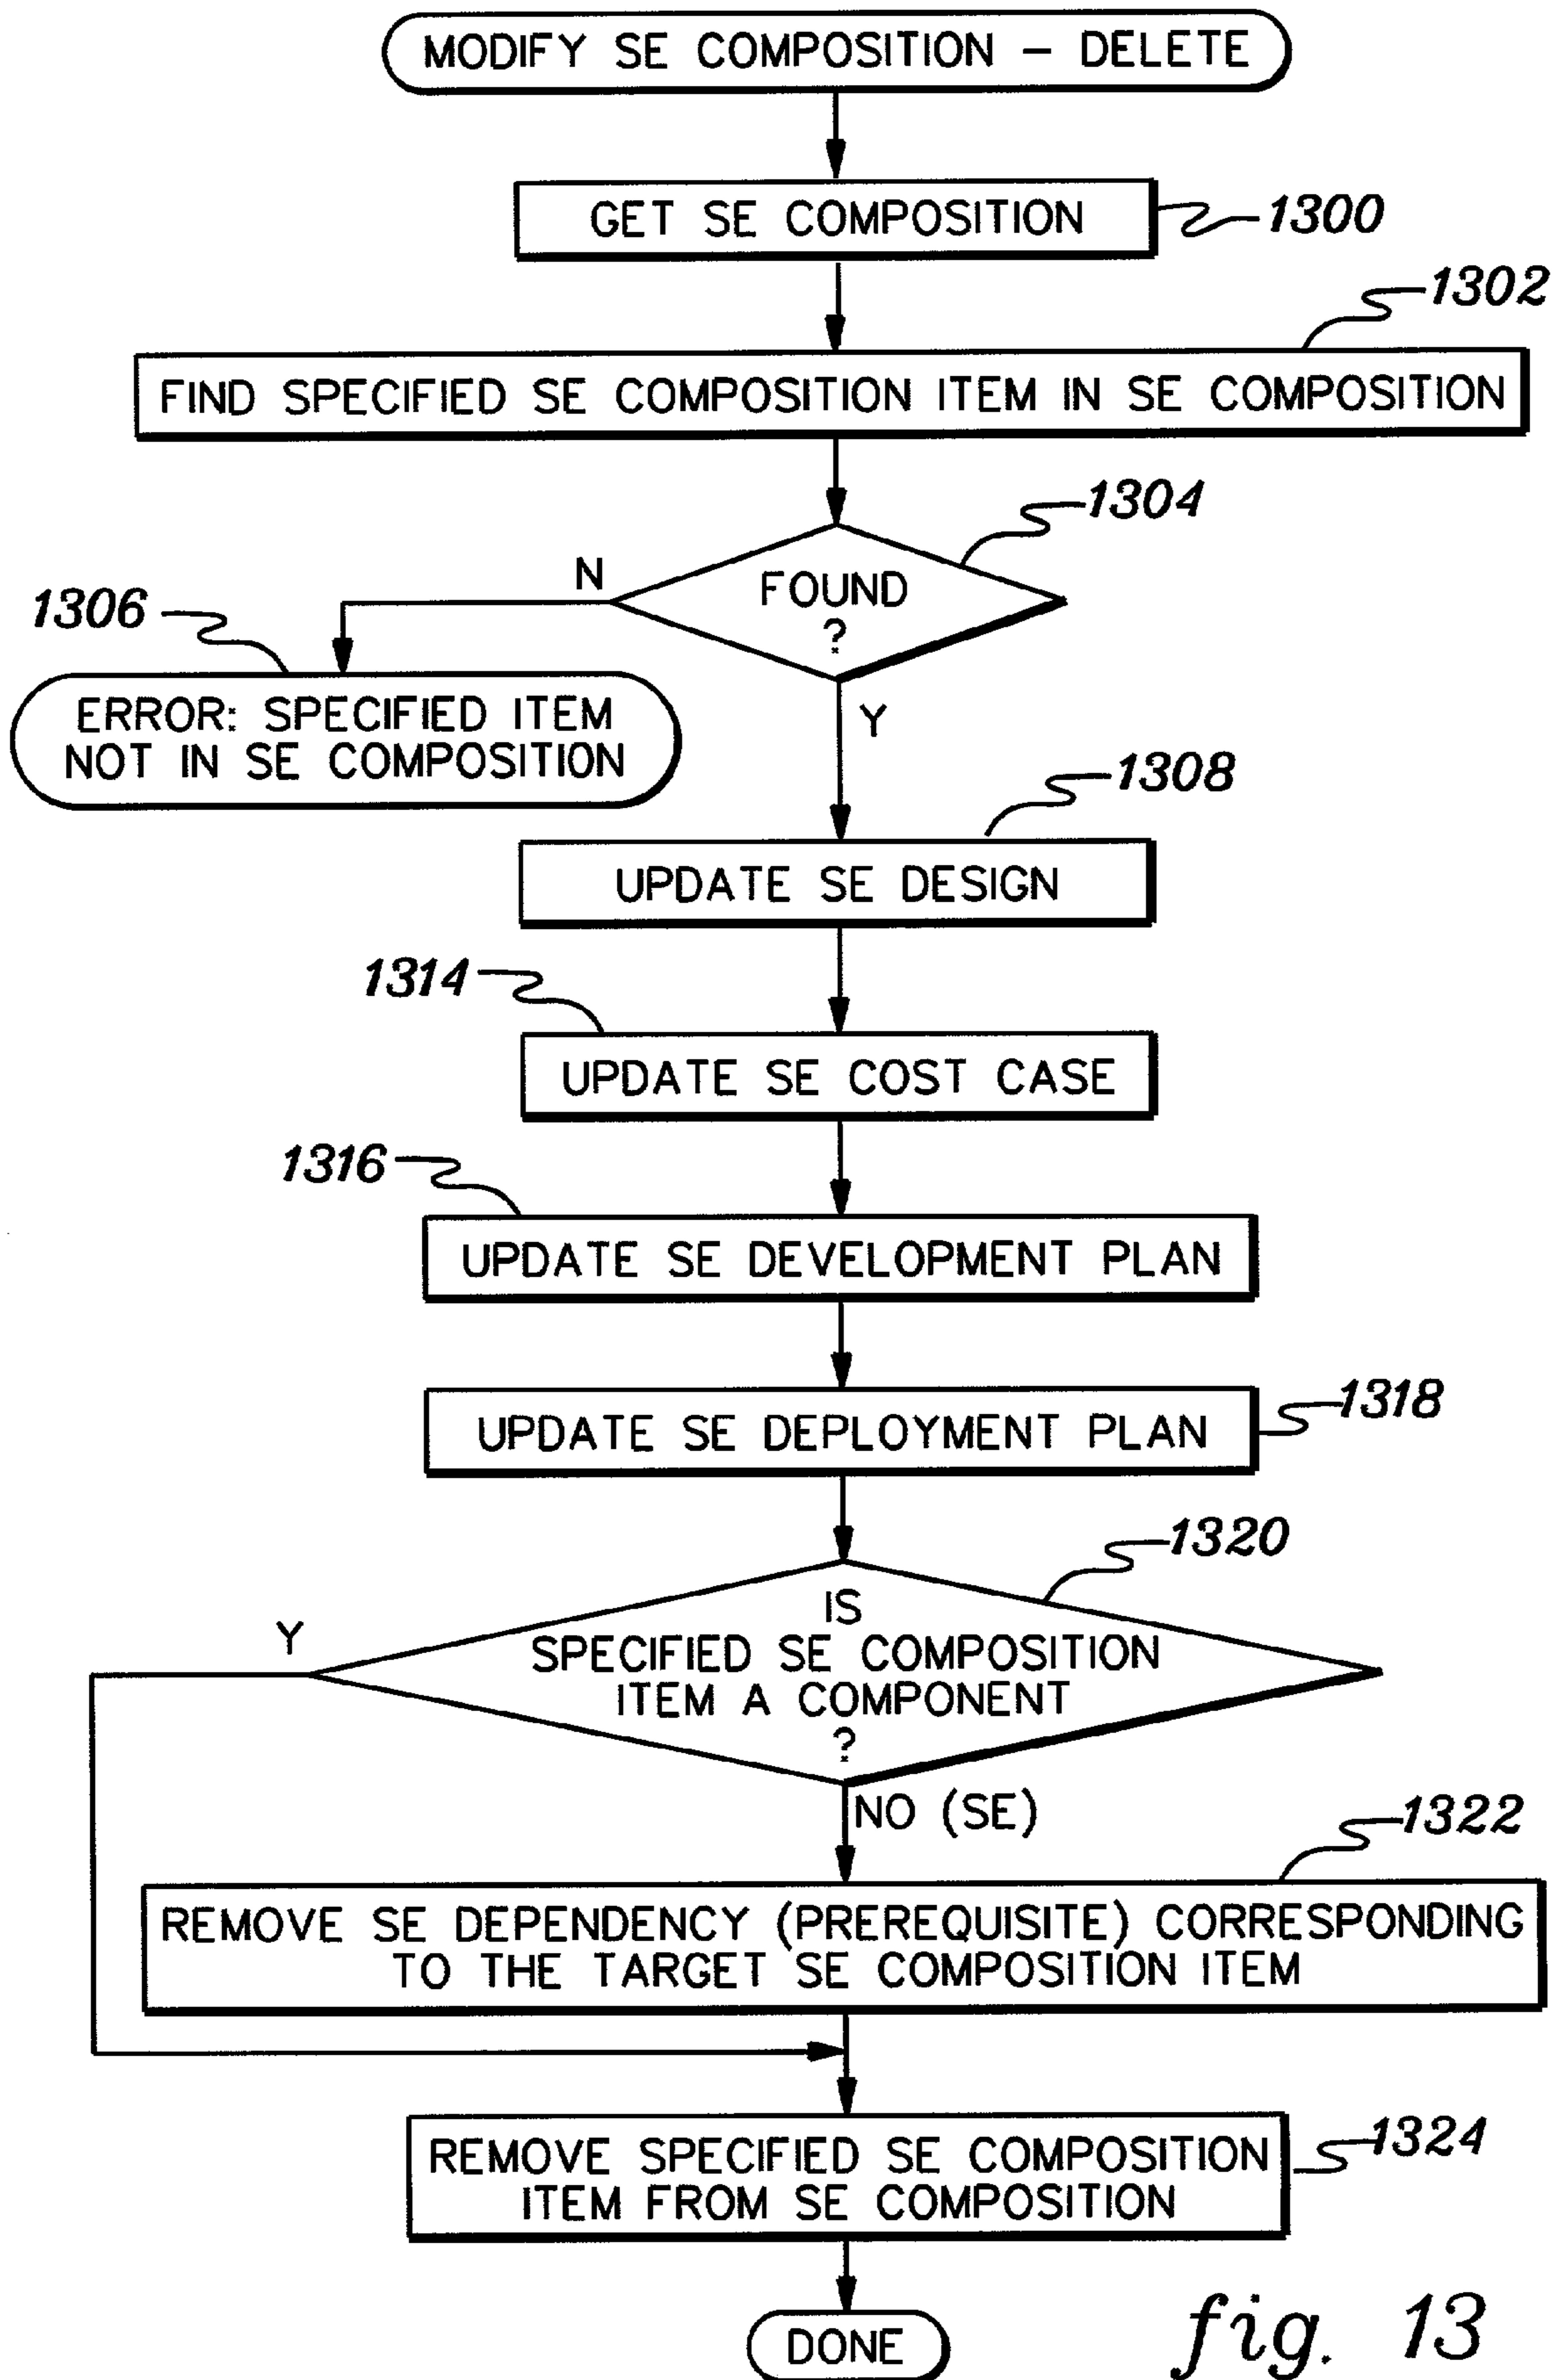 MODIFY SE COMPOSITION - DELETE
GET SE COMPOSITION
1300
1302
FIND SPECIFIED SE COMPOSITION ITEM IN SE COMPOSITION
1304
N
FOUND
?
1306
ERROR: SPECIFIED ITEM
NOT IN SE COMPOSITION
Y
1308
UPDATE SE DESIGN
1314
UPDATE SE COST CASE
1316
UPDATE SE DEVELOPMENT PLAN
UPDATE SE DEPLOYMENT PLAN
1318
1320
Y
IS
SPECIFIED SE COMPOSITION
ITEM A COMPONENT
?
NO (SE)
1322
REMOVE SE DEPENDENCY (PREREQUISITE) CORRESPONDING
TO THE TARGET SE COMPOSITION ITEM
REMOVE SPECIFIED SE COMPOSITION
ITEM FROM SE COMPOSITION
1324
DONE
fig. 13